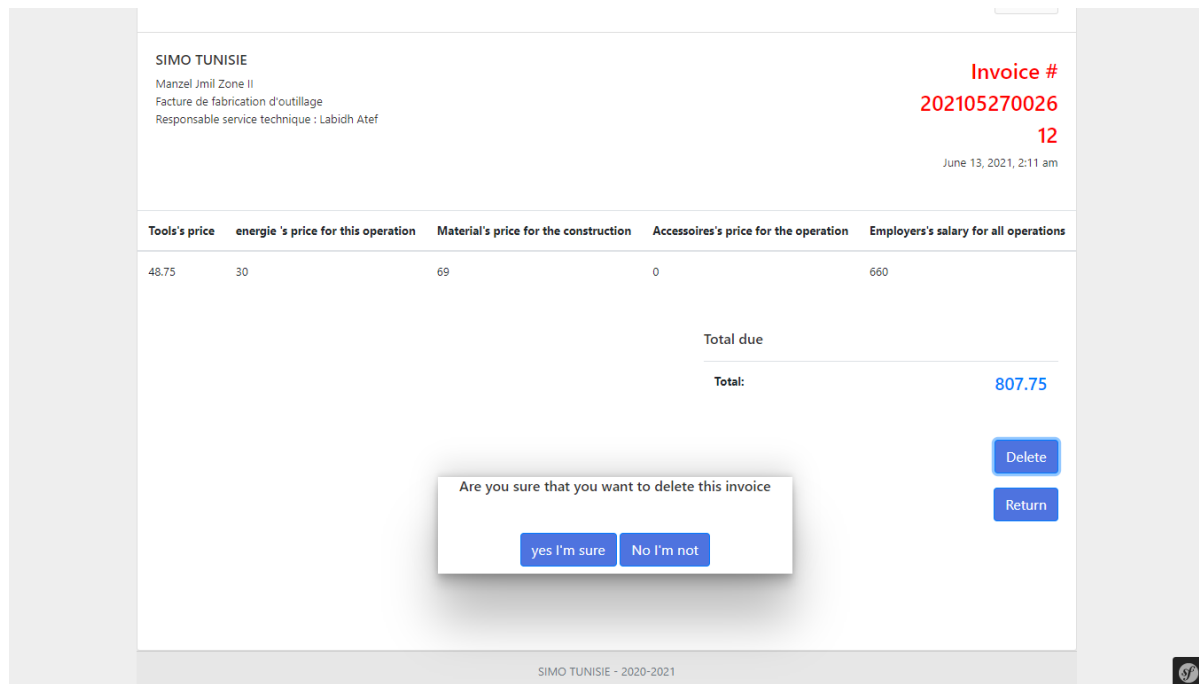 SIMO TUNISIE
Manzel Jmil Zone II
Facture de fabrication d'outillage
Responsable service technique : Labidh Atef
Invoice #
202105270026
12
June 13, 2021, 2:11 am
Tools's price energie 's price for this operation Material's price for the construction Accessoires's price for the operation Employers's salary for all operations
48.75 30 69 0 660
Total due
Total: 807.75
Delete
Return
Are you sure that you want to delete this invoice
yes I'm sure No I'm not
SIMO TUNISIE - 2020-2021
sf